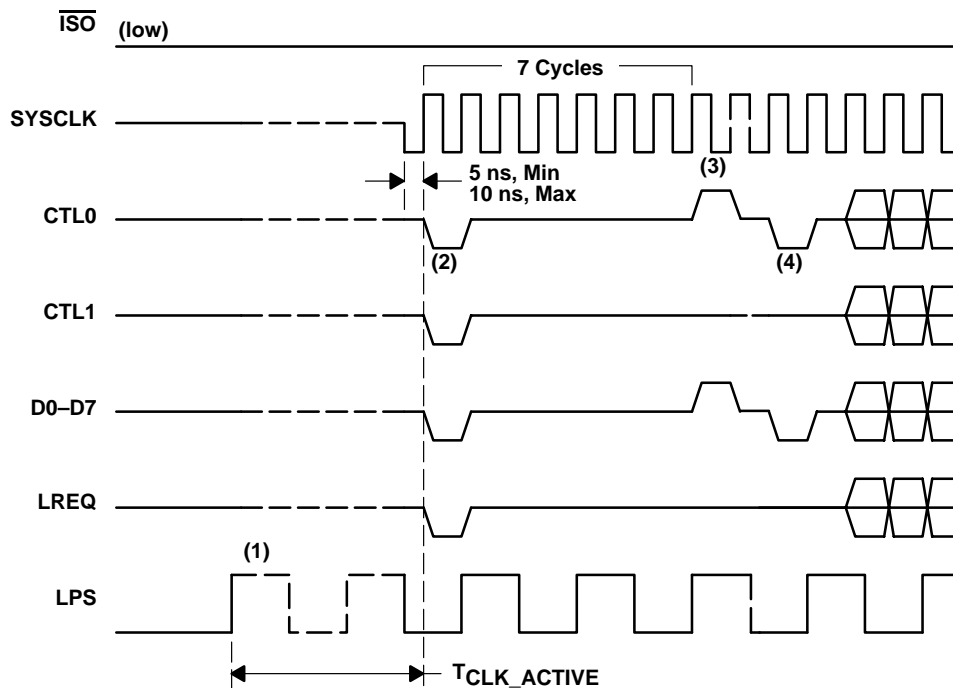 ISO
(low)
7 Cycles
SYSCLK
5 ns, Min
10 ns, Max
(3)
CTL0
(2)
(4)
CTL1
D0–D7
LREQ
(1)
LPS
TCLK_ACTIVE